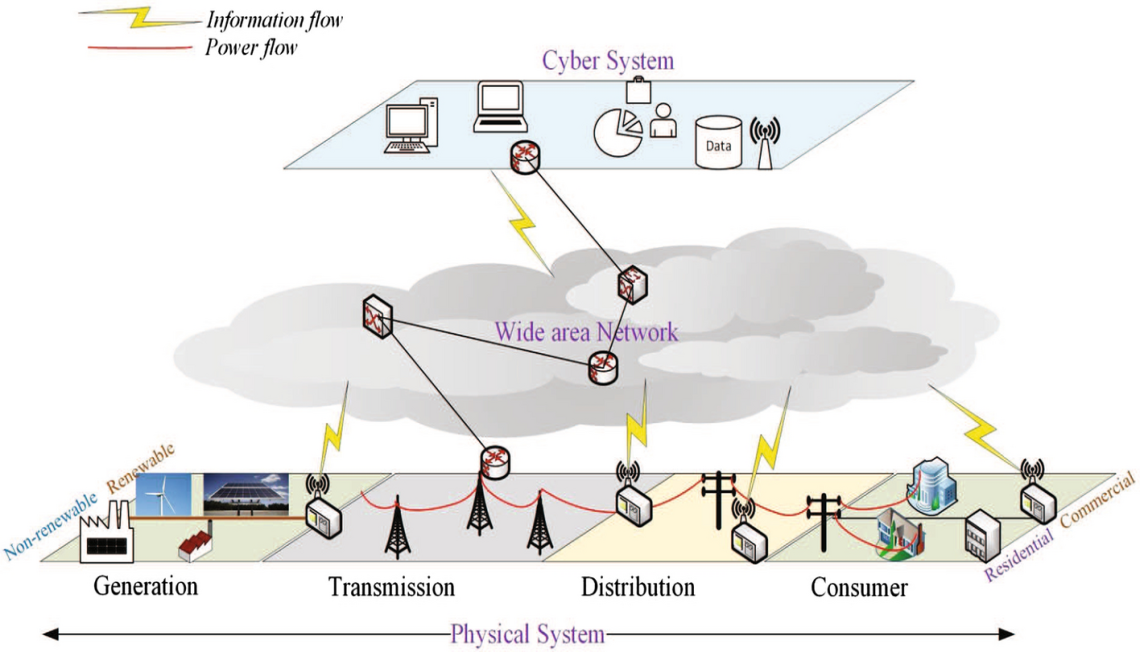 Information flow
Power flow
Cyber System
Data
Wide area Network
Renewable
Non-renewable
Commercial
Residential
Generation
Transmission
Distribution
Consumer
Physical System